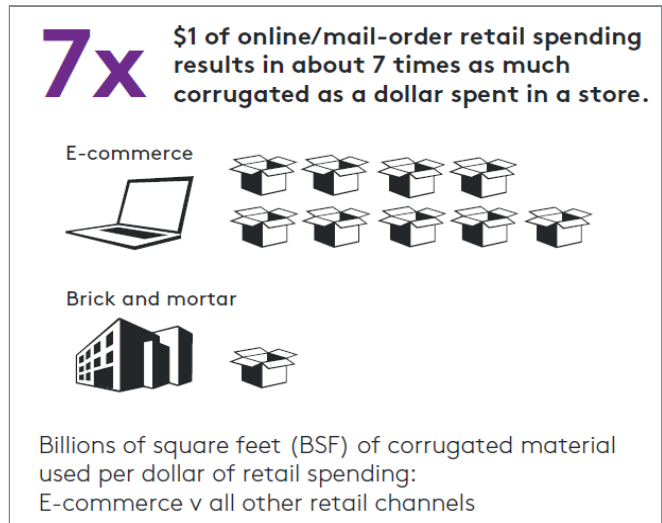 7x
$1 of online/mail-order retail spending
results in about 7 times as much
corrugated as a dollar spent in a store.
E-commerce
Brick and mortar
Billions of square feet (BSF) of corrugated material
used per dollar of retail spending:
E-commerce v all other retail channels